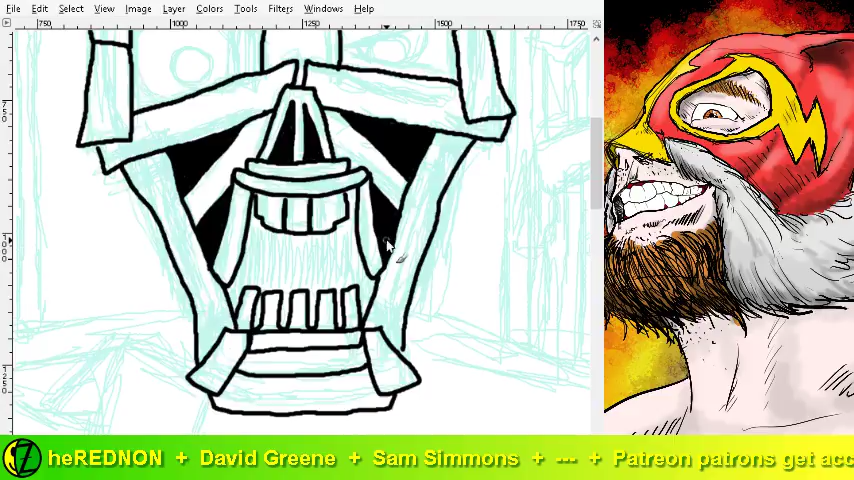 File Edit Select View Image Layer Colors Tools Filters Windows Help
750 1000 1250 1500 1750
heREDNON + David Greene + Sam Simmons + --- + Patreon patrons get acc